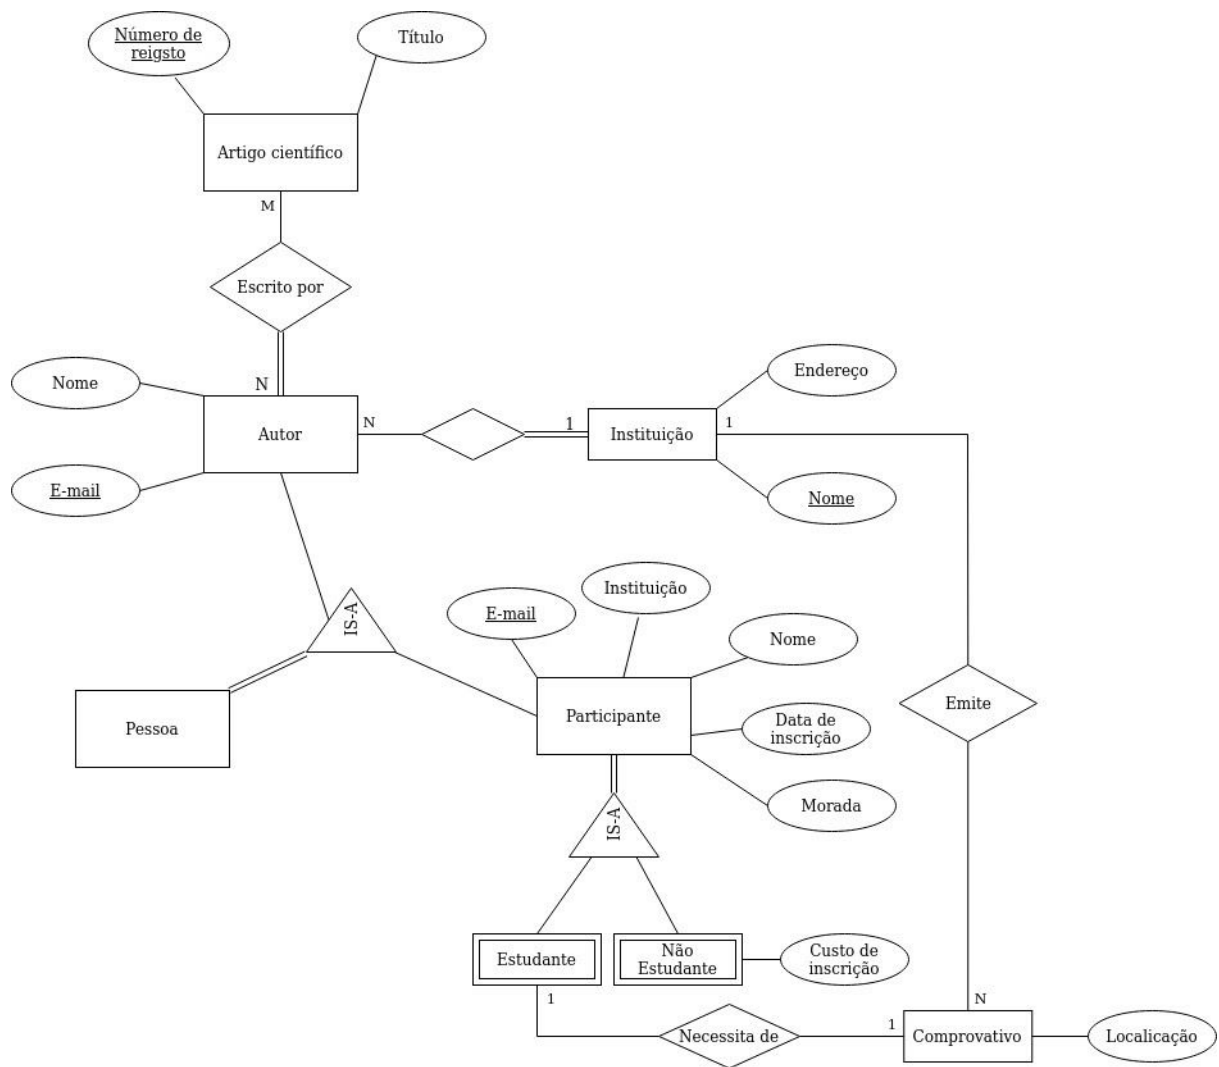 Número de
reigsto
Título
Artigo científico
M
Escrito por
N
Nome
Autor
N
1
Instituição
1
Endereço
E-mail
Nome
IS-A
E-mail
Instituição
Nome
Pessoa
Participante
Data de
inscrição
Emite
Morada
IS-A
Estudante
Não
Estudante
Custo de
inscrição
1
N
Necessita de
1
Comprovativo
Localicação